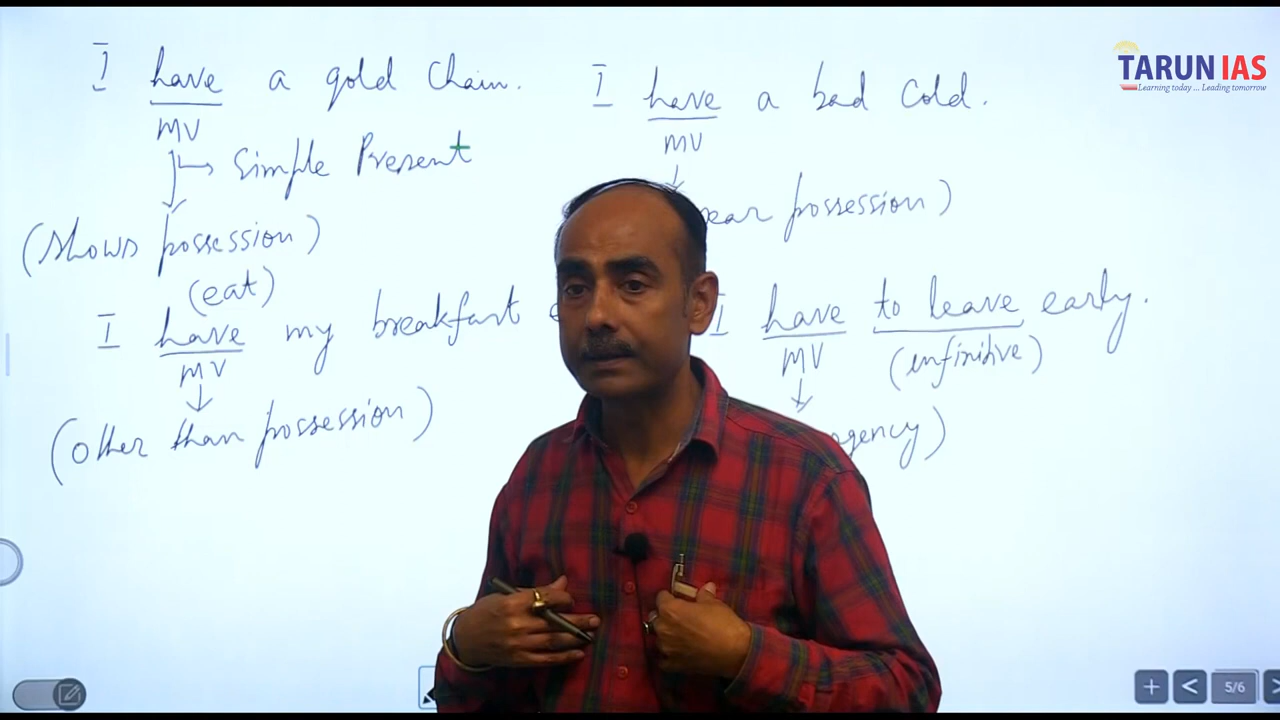 I have a gold chain.
MV
Simple Present
(shows possession)
I have a bad cold.
MV
possession)
(eat)
I have my breakfast
MV
(other than possession)
I have to leave early.
MV
(infinitive)
TARUN IAS
Learning today ... Leading tomorrow
5/6